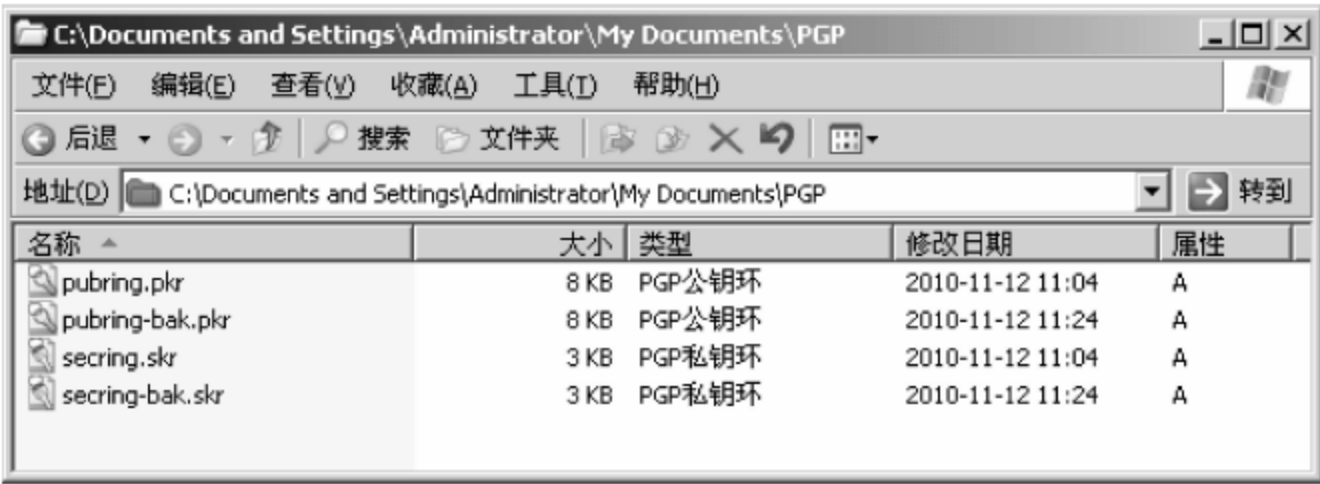 C:\Documents and Settings\Administrator\My Documents\PGP
文件(F) 编辑(E) 查看(V) 收藏(A) 工具(T) 帮助(H)
后退 搜索 文件夹
地址(D) C:\Documents and Settings\Administrator\My Documents\PGP 转到
名称 大小 类型 修改日期 属性
pubring.pkr 8 KB PGP公钥环 2010-11-12 11:04 A
pubring-bak.pkr 8 KB PGP公钥环 2010-11-12 11:24 A
secring.skr 3 KB PGP私钥环 2010-11-12 11:04 A
secring-bak.skr 3 KB PGP私钥环 2010-11-12 11:24 A